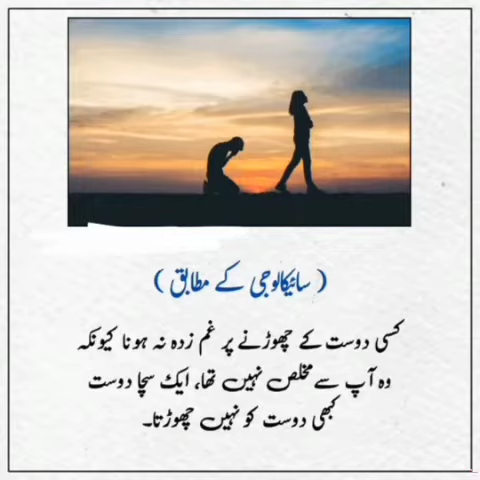 ( سائیکالوجی کے مطابق )
کسی دوست کے چھوڑنے پر غم زدہ نہ ہونا کیونکہ
وہ آپ سے مخلص نہیں تھا، ایک سچا دوست
کبھی دوست کو نہیں چھوڑتا۔